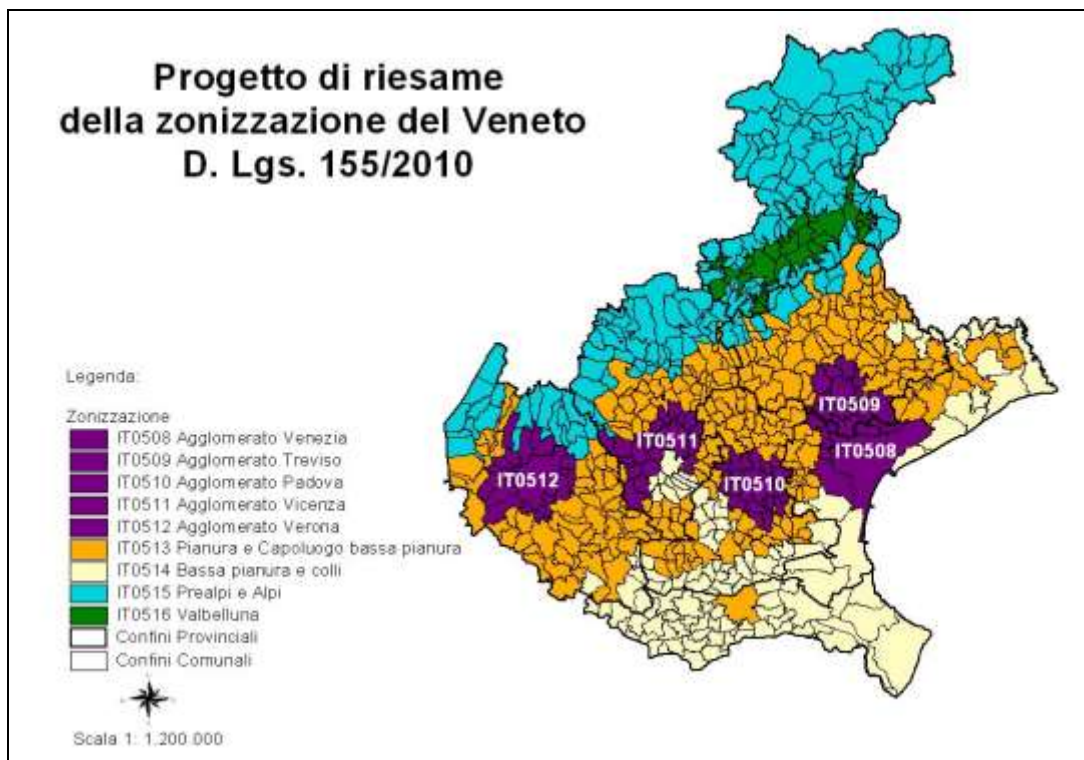 Progetto di riesame
della zonizzazione del Veneto
D. Lgs. 155/2010
IT0509
IT0511
IT0508
IT0512
IT0510
Legenda:
Zonizzazione
IT0508 Agglomerato Venezia
IT0509 Agglomerato Treviso
IT0510 Agglomerato Padova
IT0511 Agglomerato Vicenza
IT0512 Agglomerato Verona
IT0513 Pianura e Capoluogo bassa pianura
IT0514 Bassa pianura e colli
IT0515 Prealpi e Alpi
IT0516 Valbelluna
Confini Provinciali
Confini Comunali
Scala 1: 1.200.000